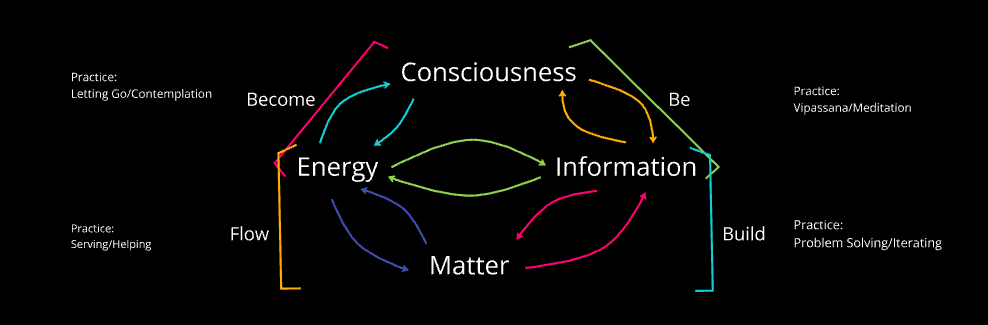 Consciousness
Practice:
Letting Go/Contemplation
Become
Be
Practice:
Vipassana/Meditation
Energy
Information
Practice:
Serving/Helping
Flow
Build
Practice:
Problem Solving/Iterating
Matter